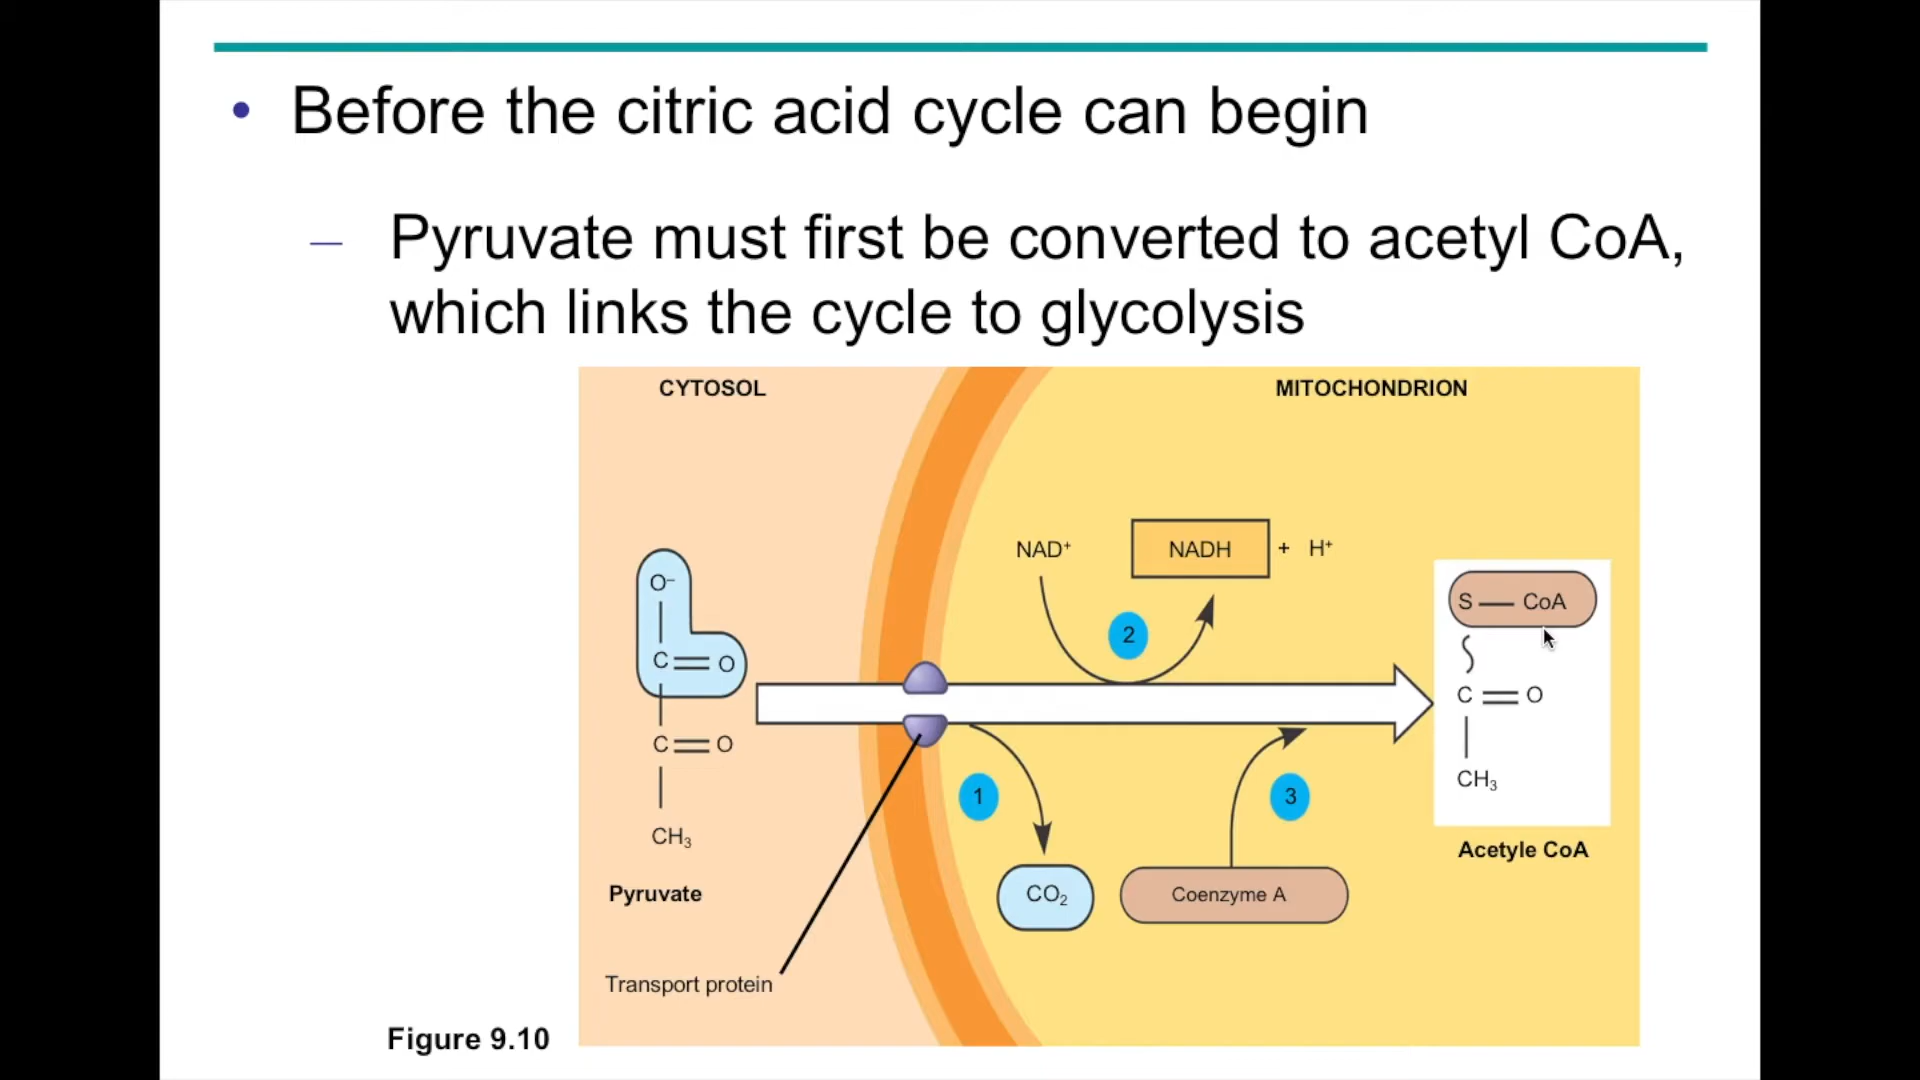 • Before the citric acid cycle can begin
– Pyruvate must first be converted to acetyl CoA,
which links the cycle to glycolysis
CYTOSOL
MITOCHONDRION
NAD⁺
NADH + H⁺
O⁻
C
O
C
O
CH₃
Pyruvate
Transport protein
2
1
3
CO₂
Coenzyme A
S
CoA
C
O
CH₃
Acetyle CoA
Figure 9.10